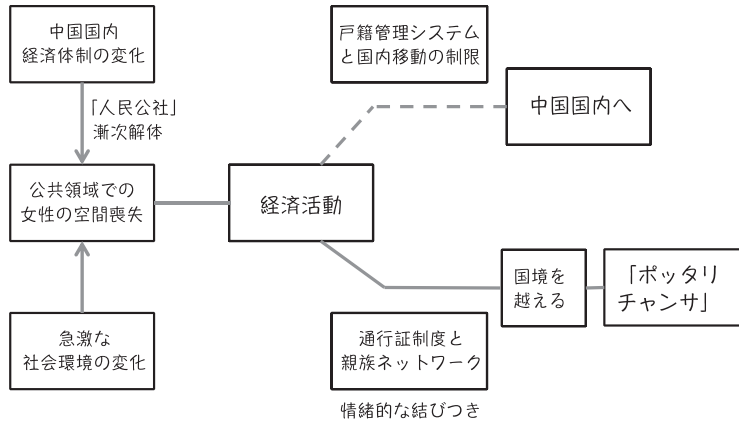 中国国内
経済体制の変化
「人民公社」
漸次解体
公共領域での
女性の空間喪失
急激な
社会環境の変化
経済活動
戸籍管理システム
と国内移動の制限
中国国内へ
国境を
越える
「ポッタリ
チャンサ」
通行証制度と
親族ネットワーク
情緒的な結びつき